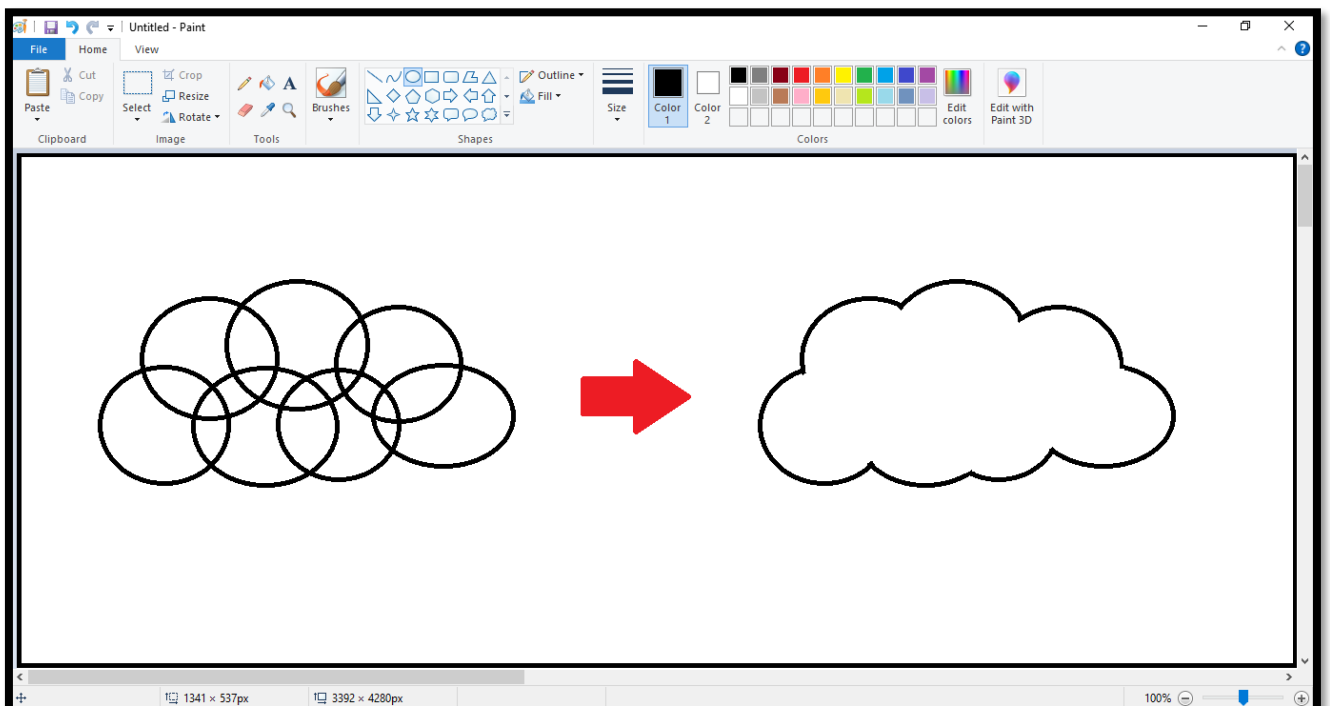 Untitled - Paint
File Home View
Paste
Cut
Copy
Clipboard
Select
Crop
Resize
Rotate
Image
A
Tools
Brushes
Outline
Fill
Shapes
Size
Color 1
Color 2
Edit colors
Colors
Edit with Paint 3D
1341 × 537px
3392 × 4280px
100%